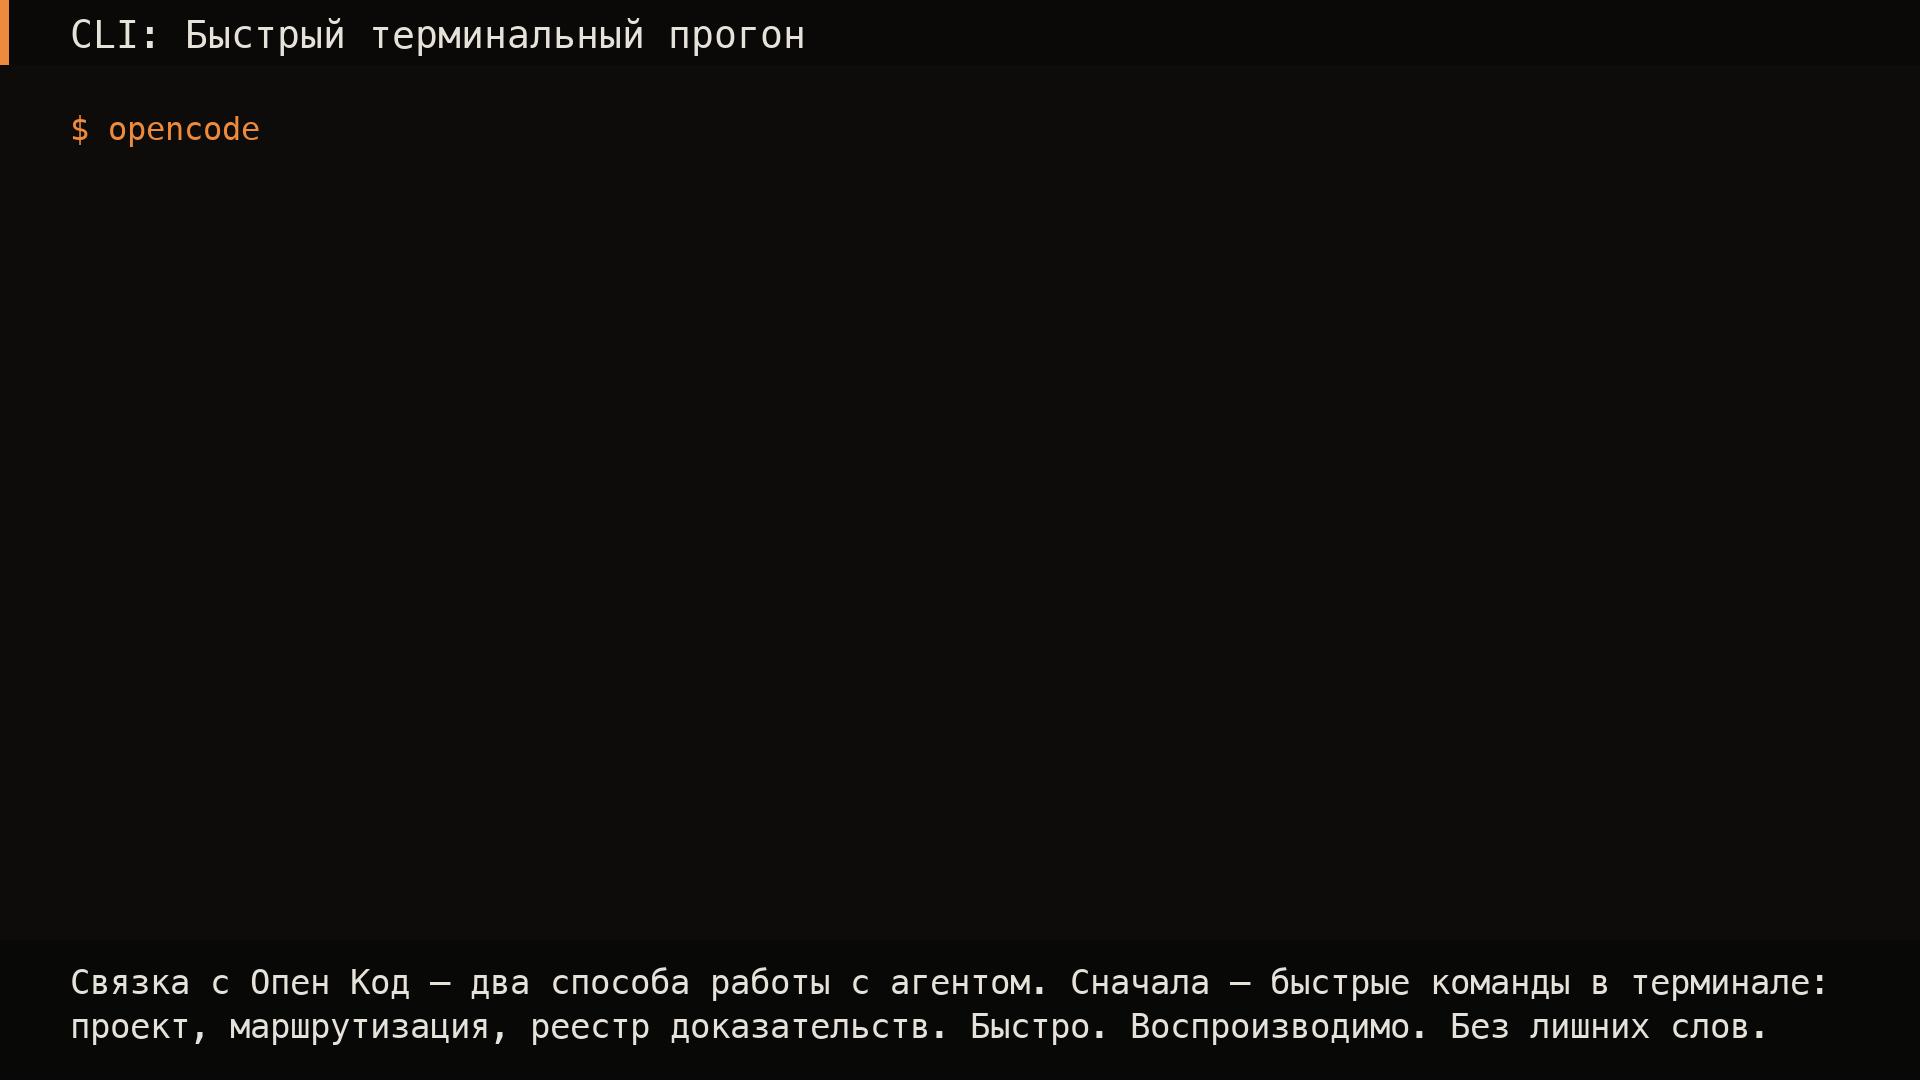 CLI: Быстрый терминальный прогон
$ opencode
Связка с Опен Код — два способа работы с агентом. Сначала — быстрые команды в терминале:
проект, маршрутизация, реестр доказательств. Быстро. Воспроизводимо. Без лишних слов.